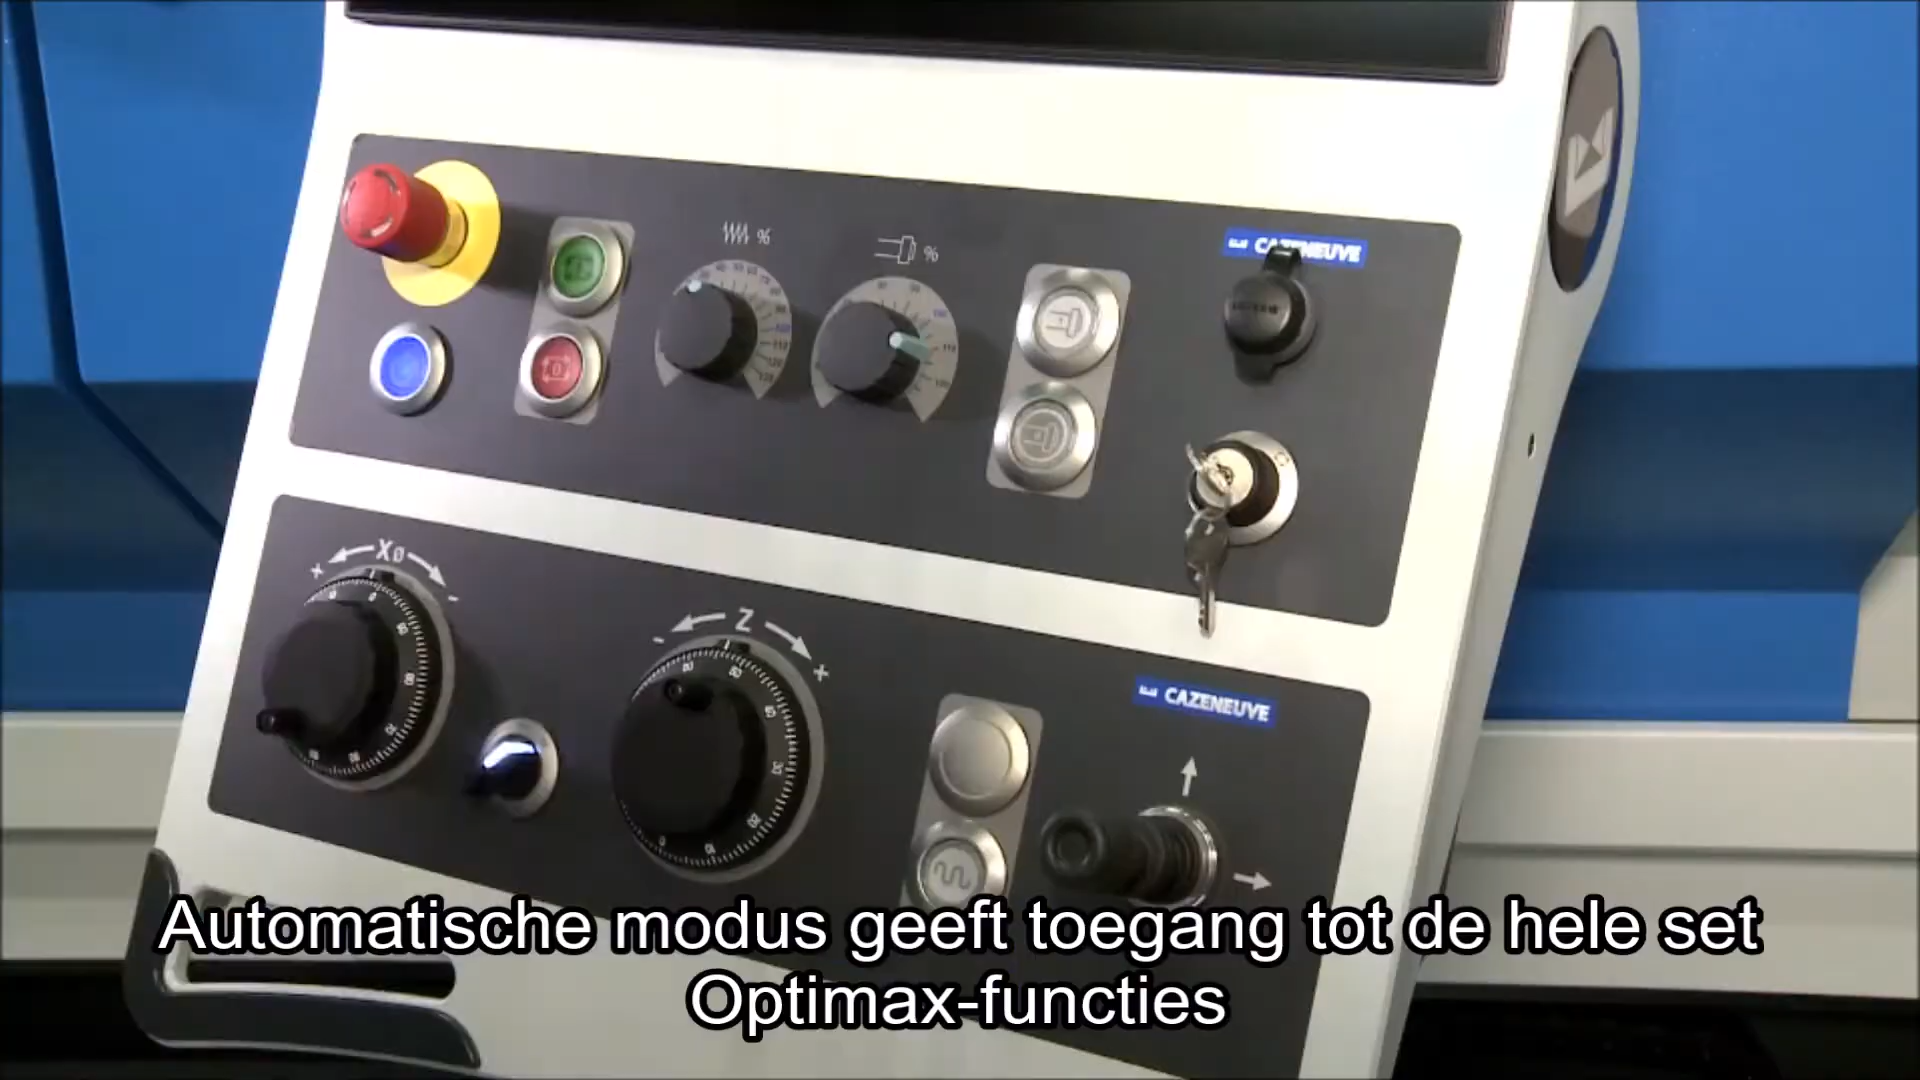 %
%
CAZENEUVE
XØ
+
-
Z
-
+
CAZENEUVE
Automatische modus geeft toegang tot de hele set
Optimax-functies